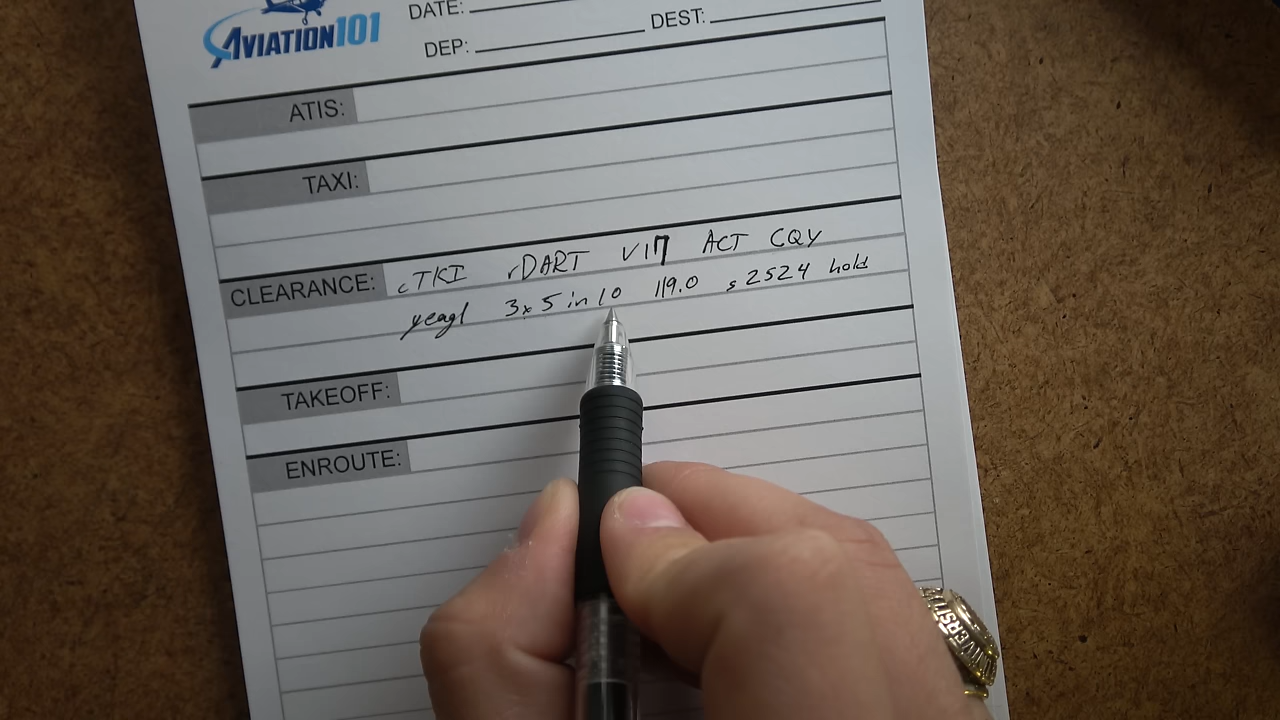 AVIATION101
DATE:
DEP:
DEST:
ATIS:
TAXI:
CLEARANCE: cTKI rDART V17 ACT CQY
yeagl 3x5 in 10 119.0 s2524 hold
TAKEOFF:
ENROUTE: